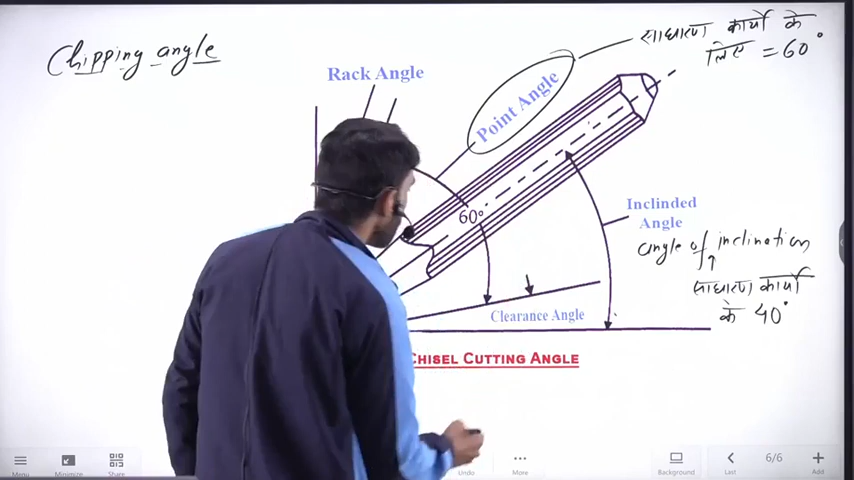 Chipping angle
साधारण कार्यो के
लिए = 60°
Rack Angle
Point Angle
60°
Inclinded
Angle
angle of inclination
साधारण कार्यो
के 40°
Clearance Angle
CHISEL CUTTING ANGLE
Menu
Minimize
Share
Undo
More
Background
Last
6/6
Add